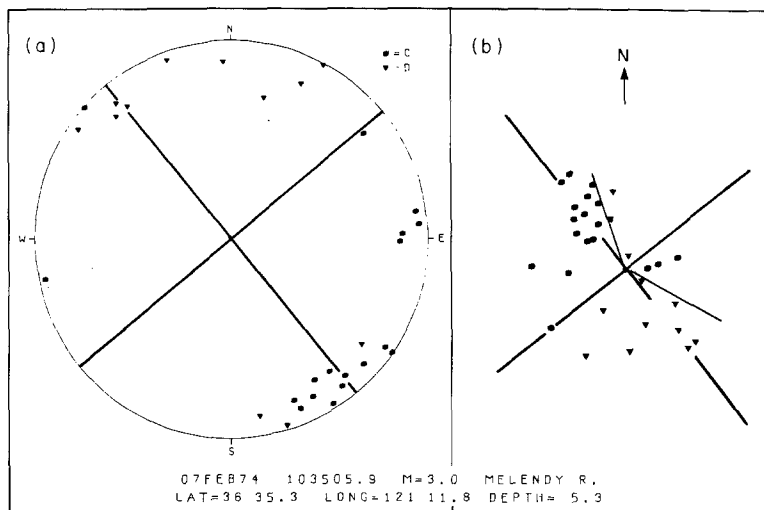 (a)
N
● = C
▼ - D
W
E
S
(b)
N
07FEB74 103505.9 M=3.0 MELENDY R.
LAT=36 35.3 LONG=121 11.8 DEPTH= 5.3